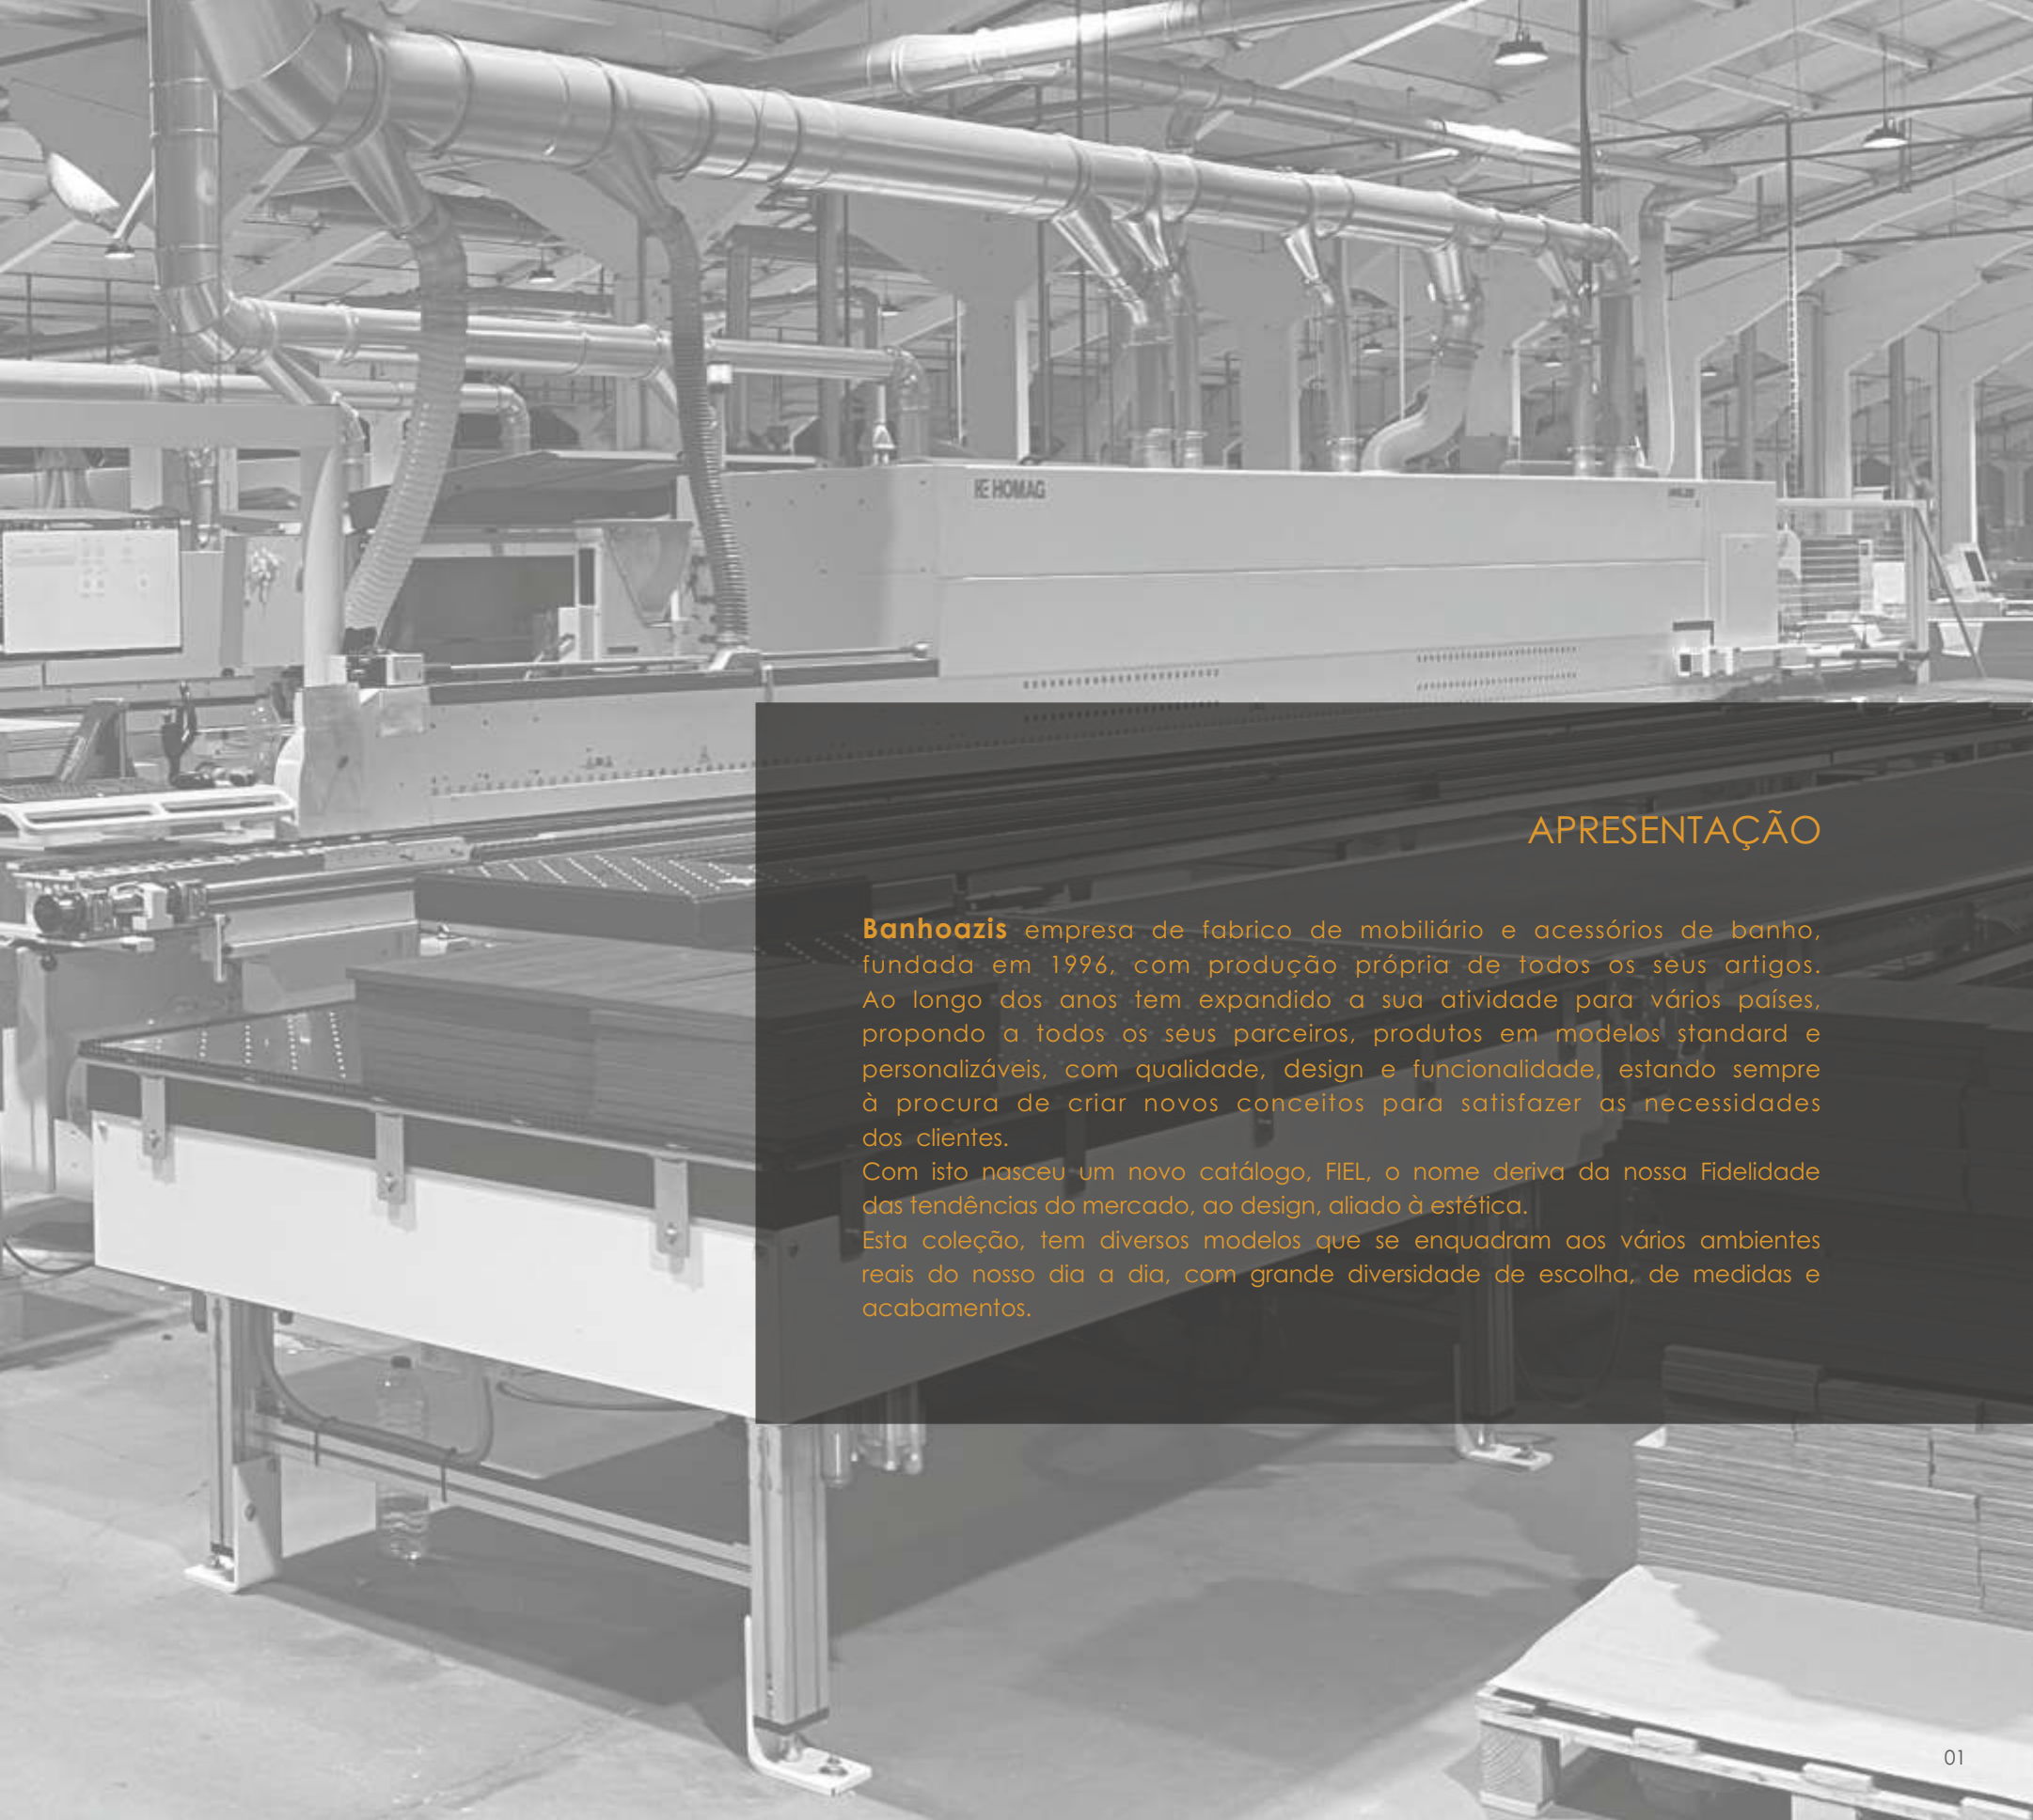 HOMAG
APRESENTAÇÃO
Banhoazis empresa de fabrico de mobiliário e acessórios de banho,
fundada em 1996, com produção própria de todos os seus artigos.
Ao longo dos anos tem expandido a sua atividade para vários países,
propondo a todos os seus parceiros, produtos em modelos standard e
personalizáveis, com qualidade, design e funcionalidade, estando sempre
à procura de criar novos conceitos para satisfazer as necessidades
dos clientes.
Com isto nasceu um novo catálogo, FIEL, o nome deriva da nossa Fidelidade
das tendências do mercado, ao design, aliado à estética.
Esta coleção, tem diversos modelos que se enquadram aos vários ambientes
reais do nosso dia a dia, com grande diversidade de escolha, de medidas e
acabamentos.
01